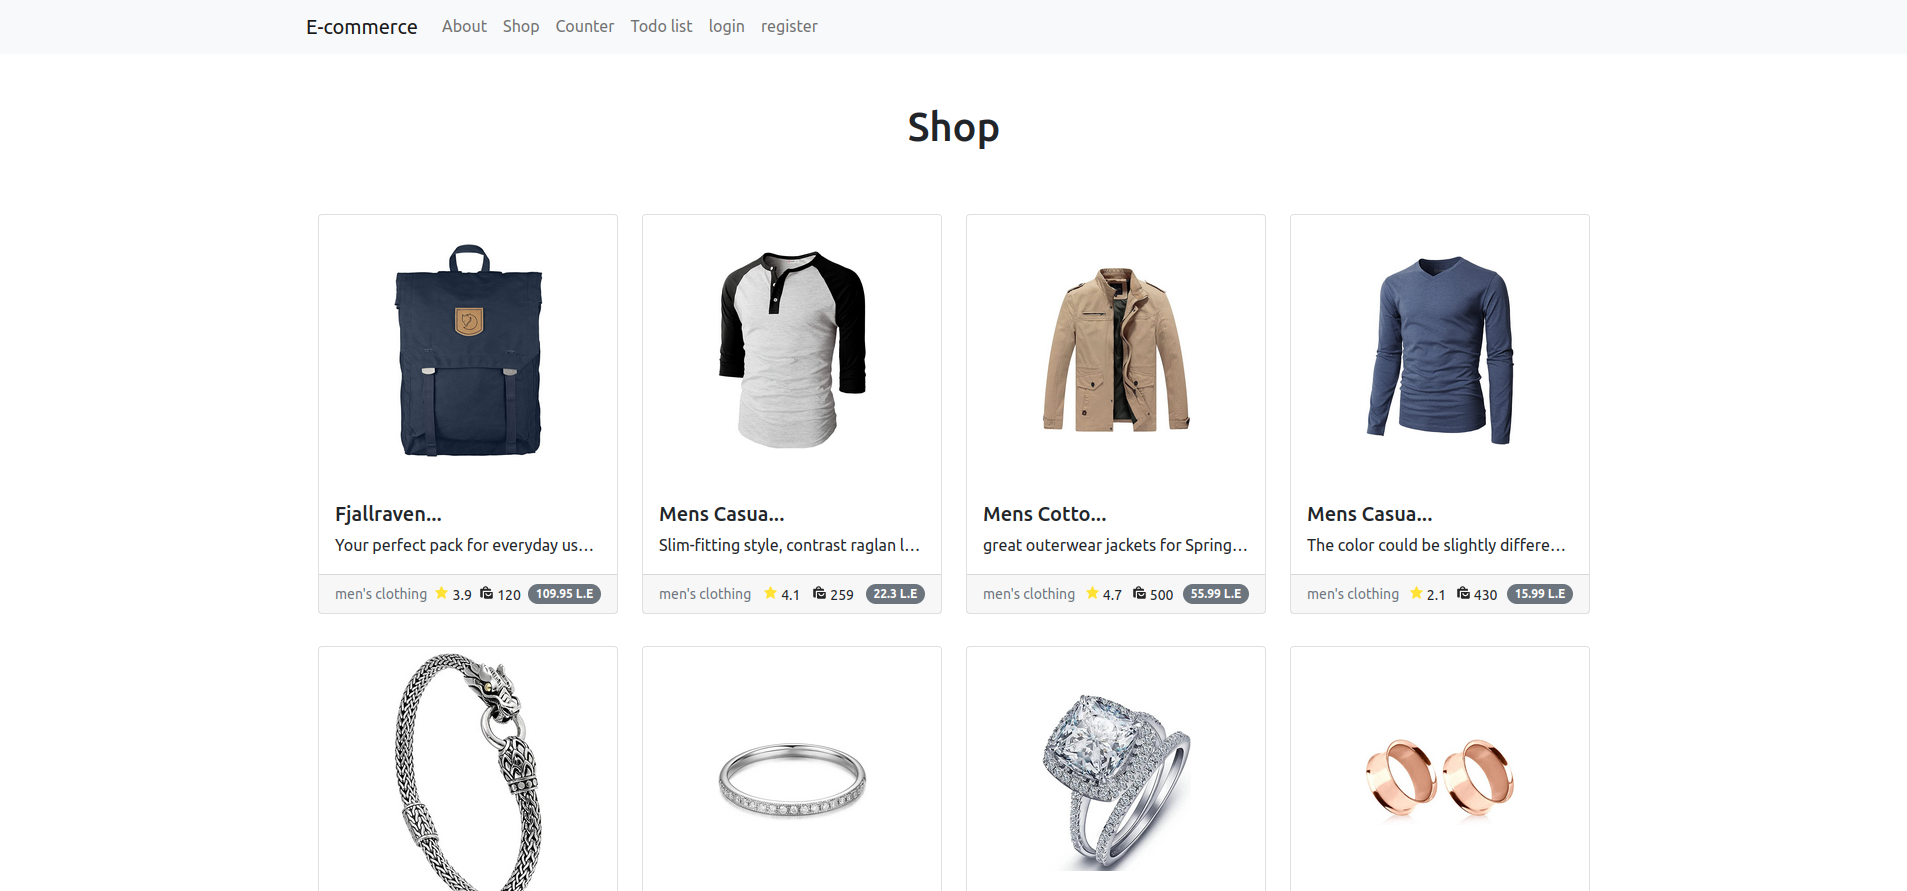 E-commerce About Shop Counter Todo list login register
Shop
Fjallraven...
Your perfect pack for everyday us...
men's clothing 3.9 120 109.95 L.E
Mens Casua...
Slim-fitting style, contrast raglan l...
men's clothing 4.1 259 22.3 L.E
Mens Cotto...
great outerwear jackets for Spring...
men's clothing 4.7 500 55.99 L.E
Mens Casua...
The color could be slightly differe...
men's clothing 2.1 430 15.99 L.E